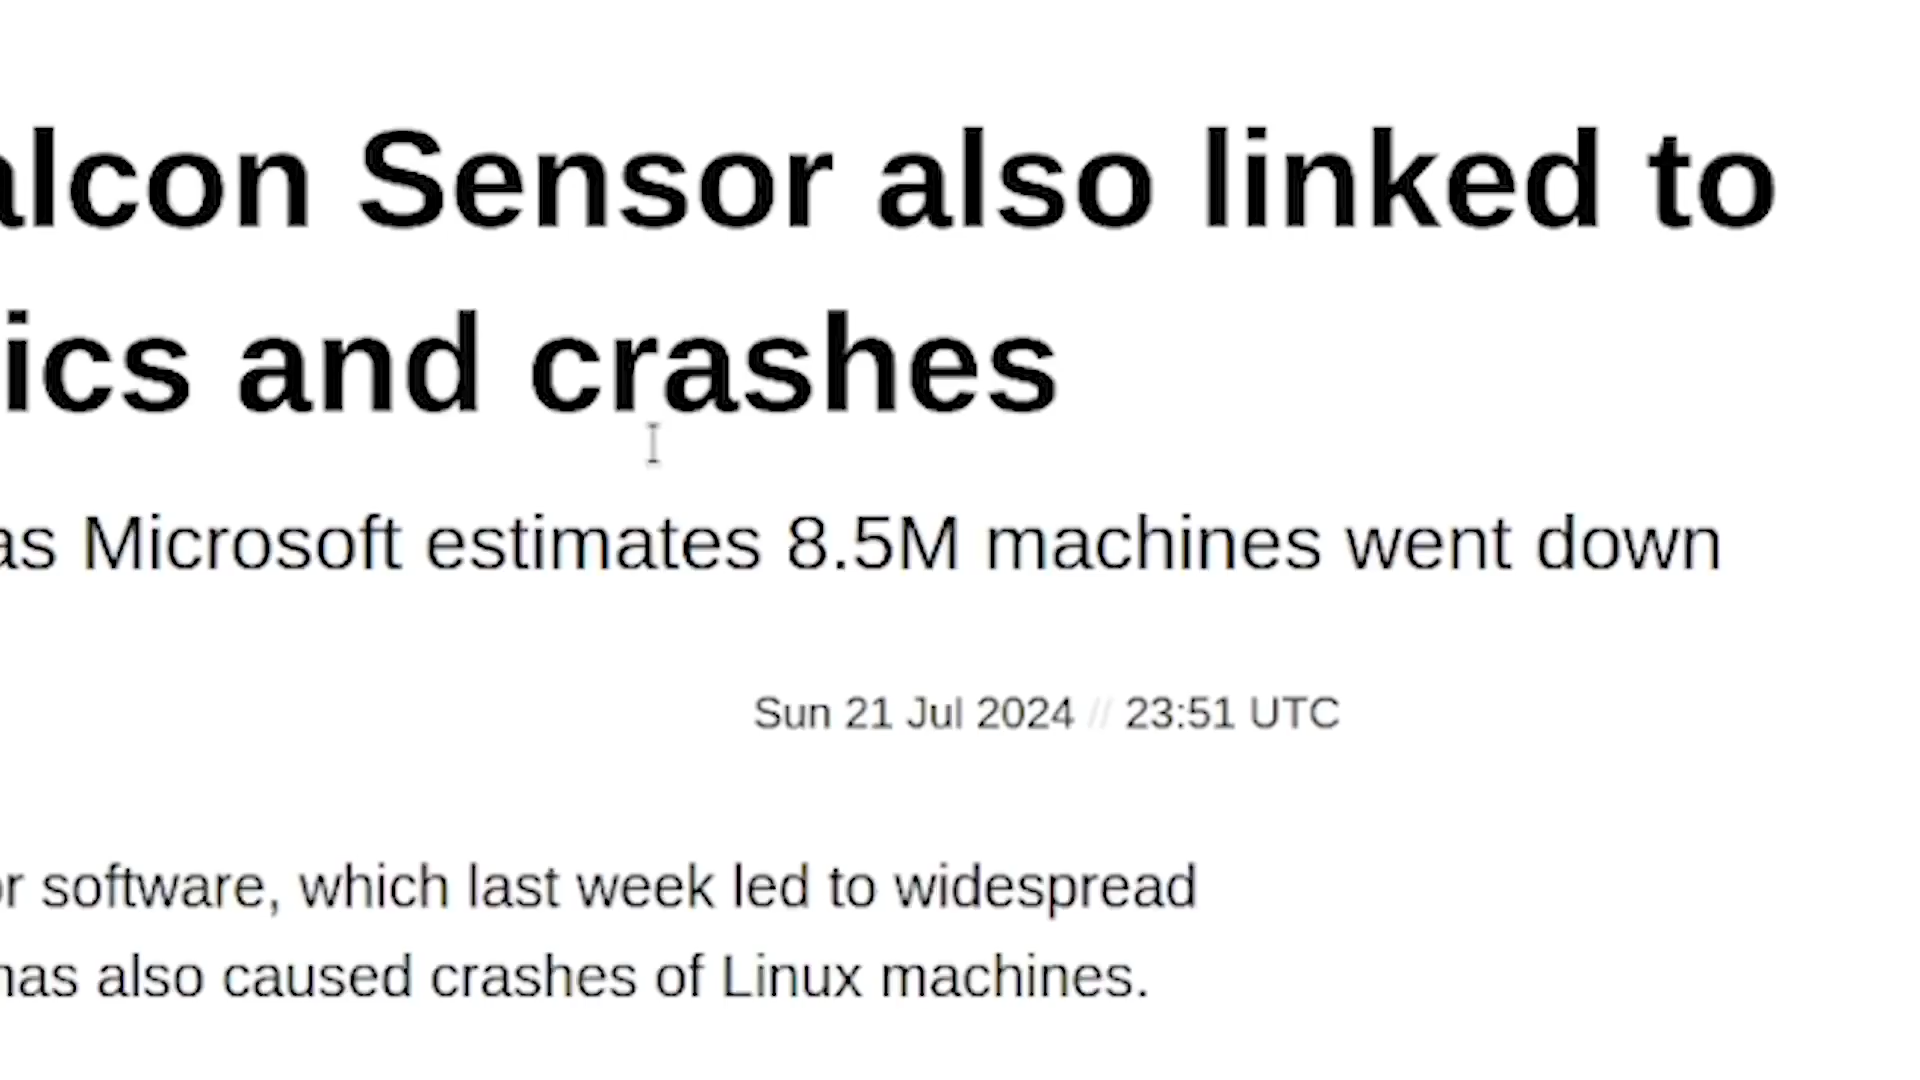 alcon Sensor also linked to
ics and crashes
as Microsoft estimates 8.5M machines went down
Sun 21 Jul 2024 // 23:51 UTC
or software, which last week led to widespread
has also caused crashes of Linux machines.